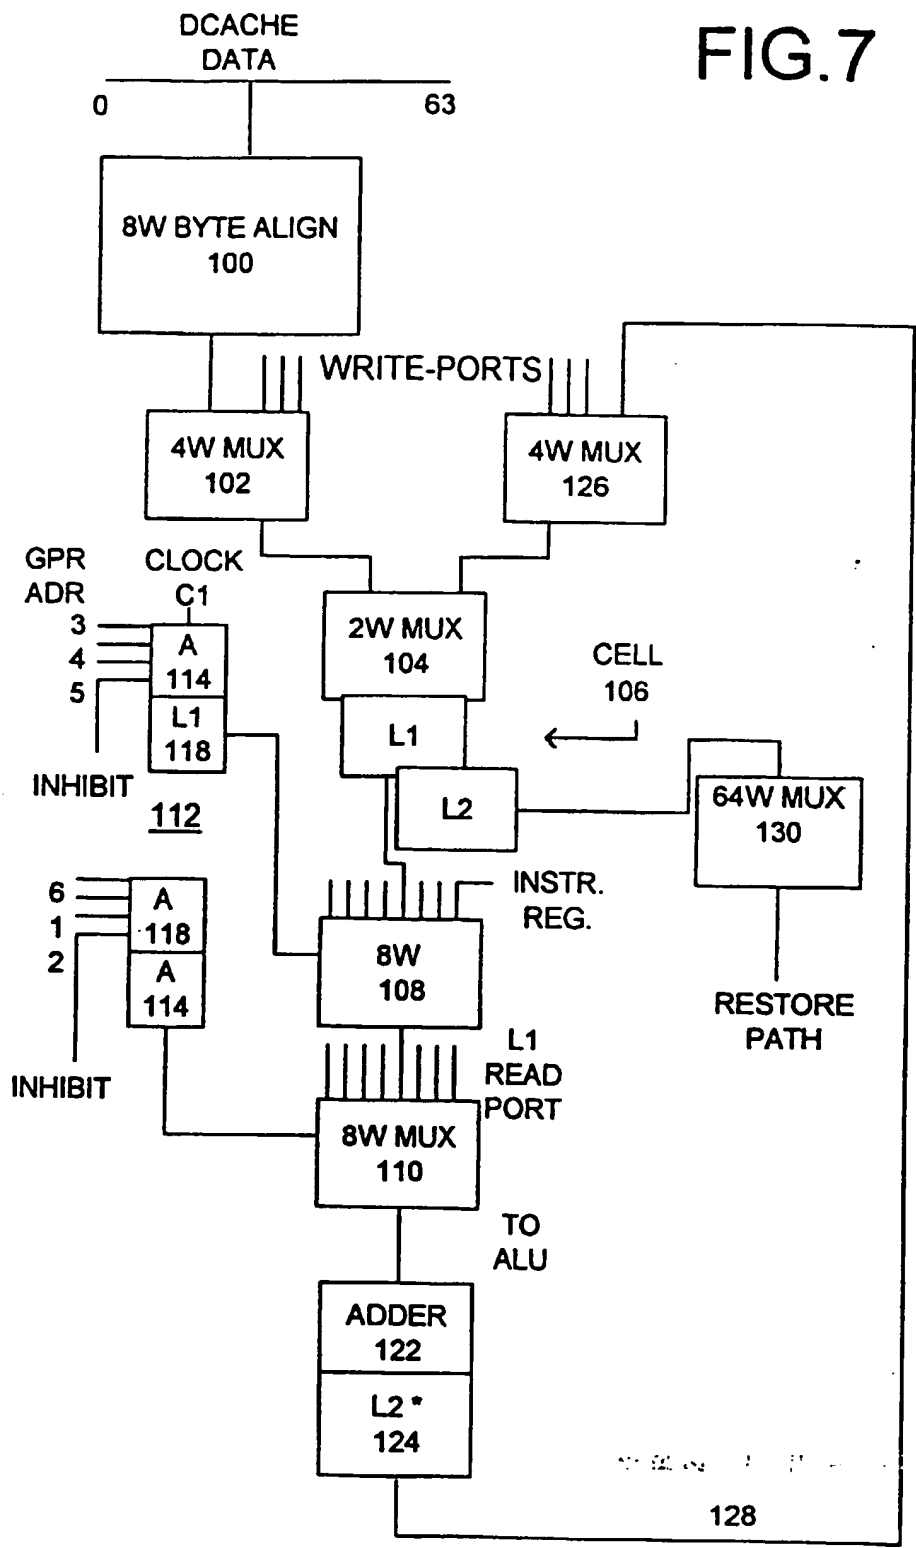 DCACHE
DATA
FIG.7
0
63
8W BYTE ALIGN
100
WRITE-PORTS
4W MUX
102
4W MUX
126
GPR
ADR
CLOCK
C1
3
4
5
A
114
L1
118
INHIBIT
112
2W MUX
104
L1
L2
CELL
106
64W MUX
130
6
1
2
A
118
A
114
INHIBIT
INSTR.
REG.
8W
108
RESTORE
PATH
L1
READ
PORT
8W MUX
110
TO
ALU
ADDER
122
L2 *
124
128